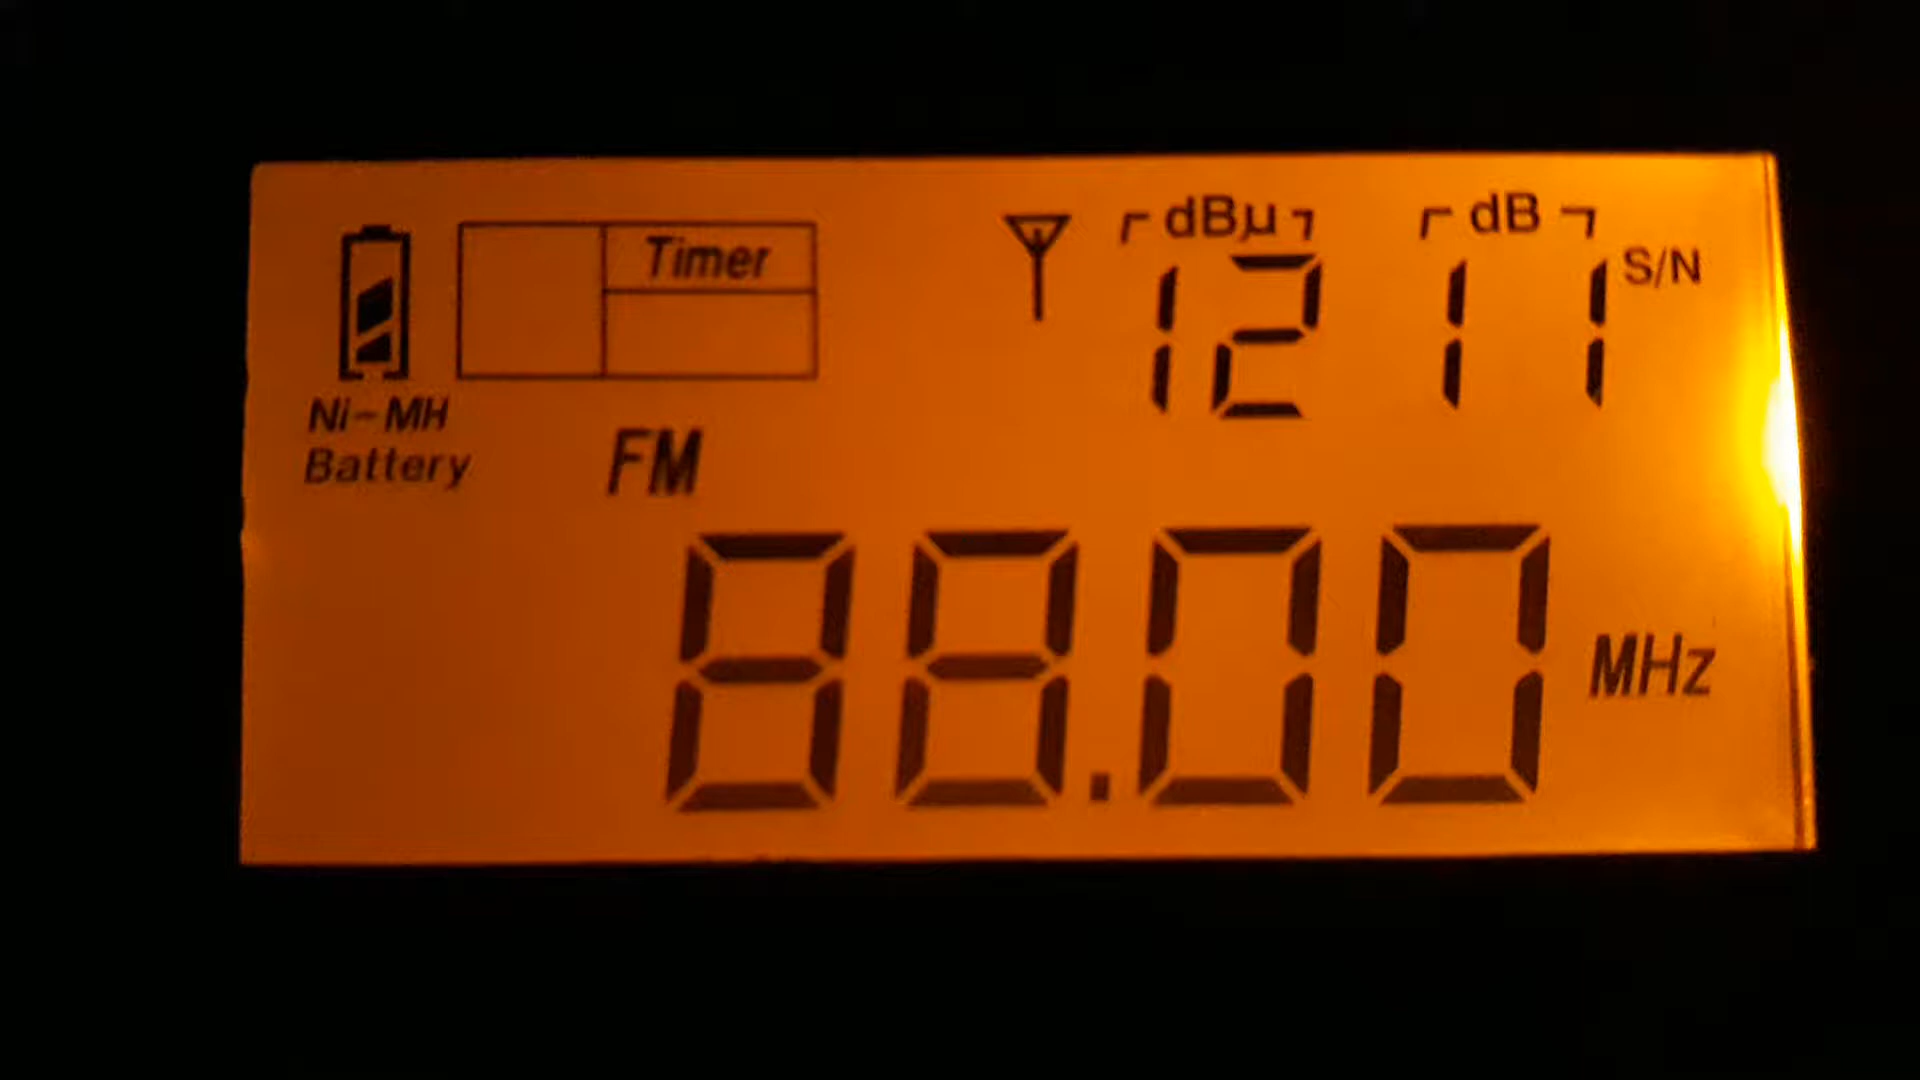 Timer dBµ dB
12 11 S/N
Ni-MH
Battery
FM
88.00 MHz